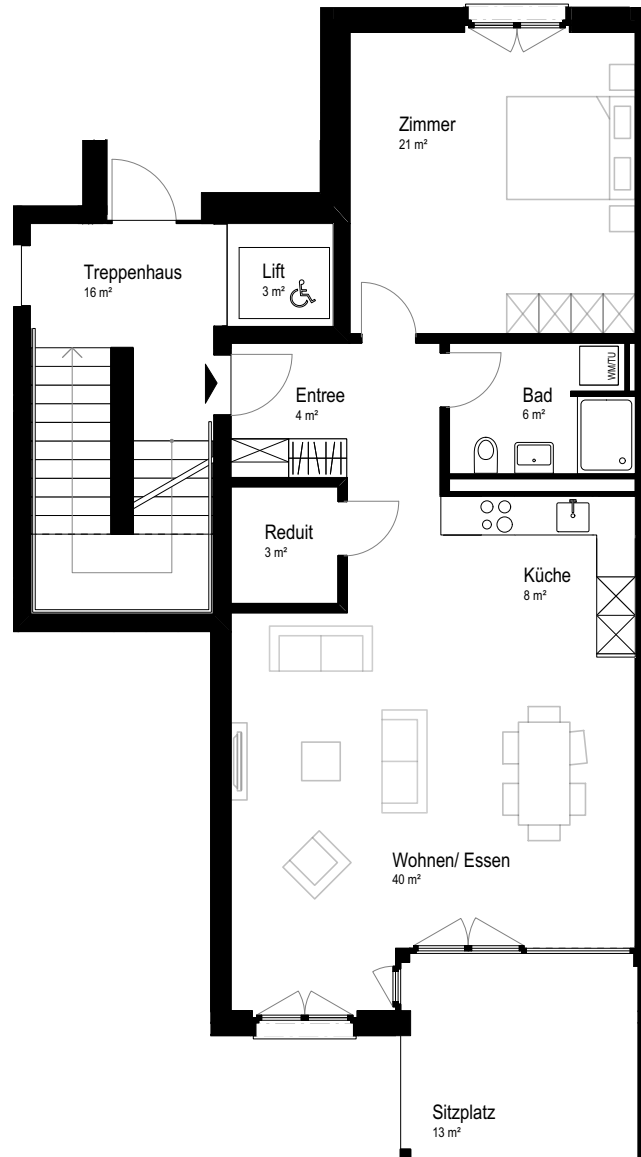 Zimmer
21 m²
Treppenhaus
16 m²
Lift
3 m²
Entree
4 m²
Bad
6 m²
WM/TU
Reduit
3 m²
Küche
8 m²
Wohnen/ Essen
40 m²
Sitzplatz
13 m²